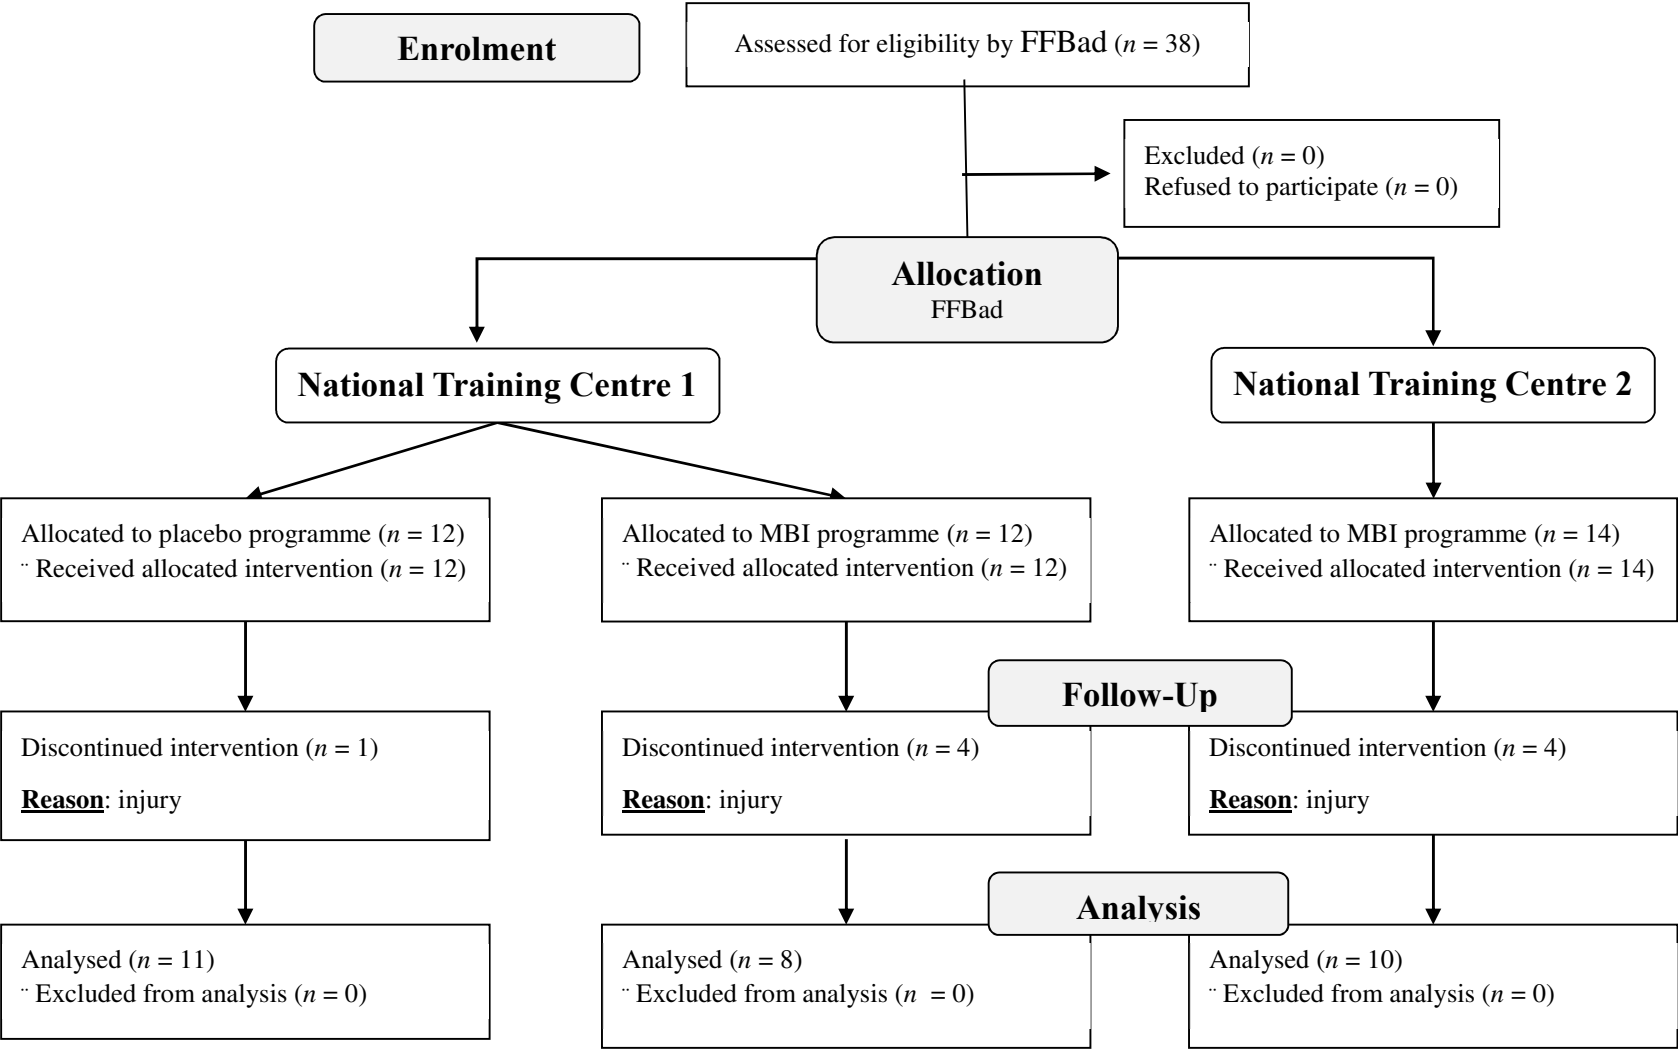 Enrolment
Assessed for eligibility by FFBad (n = 38)
Excluded (n = 0)
Refused to participate (n = 0)
Allocation
FFBad
National Training Centre 1
National Training Centre 2
Allocated to placebo programme (n = 12)
¨ Received allocated intervention (n = 12)
Allocated to MBI programme (n = 12)
¨ Received allocated intervention (n = 12)
Allocated to MBI programme (n = 14)
¨ Received allocated intervention (n = 14)
Follow-Up
Discontinued intervention (n = 1)
Reason: injury
Discontinued intervention (n = 4)
Reason: injury
Discontinued intervention (n = 4)
Reason: injury
Analysis
Analysed (n = 11)
¨ Excluded from analysis (n = 0)
Analysed (n = 8)
¨ Excluded from analysis (n  = 0)
Analysed (n = 10)
¨ Excluded from analysis (n = 0)